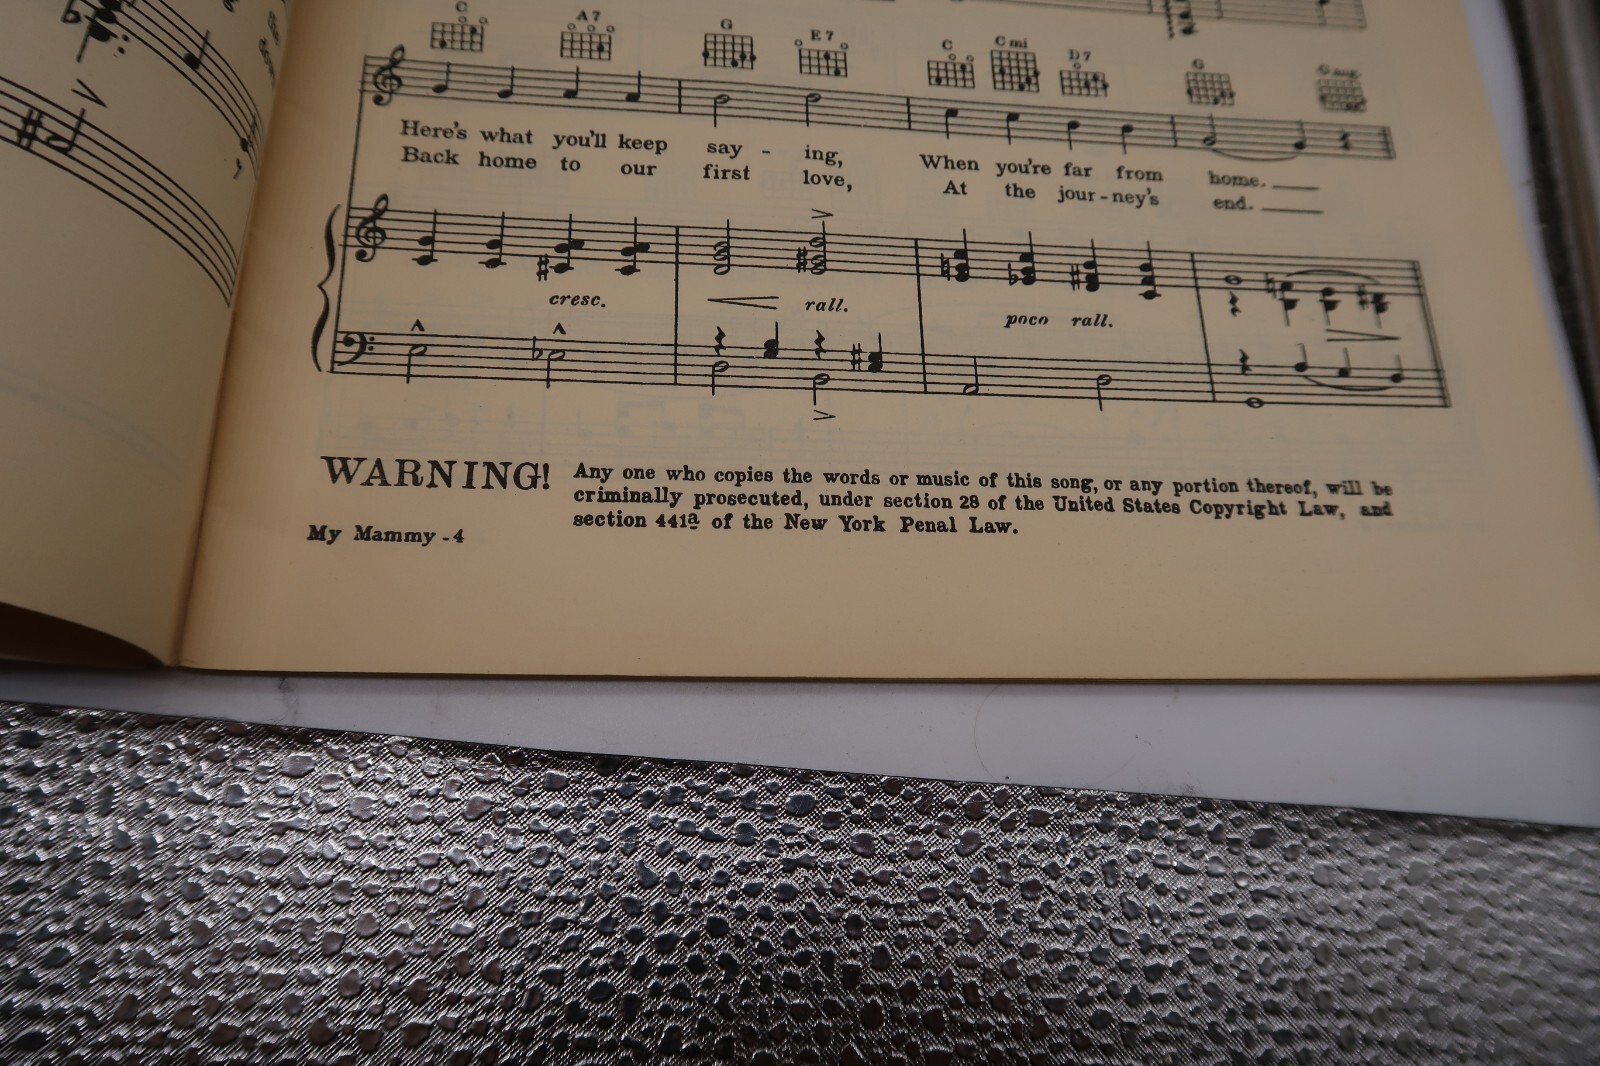 C A7 G E7 C Cmi D7 G G aug.
Here's what you'll keep say - ing, When you're far from home.
Back home to our first love, At the jour - ney's end.
cresc. rall. poco rall.
WARNING! Any one who copies the words or music of this song, or any portion thereof, will be
criminally prosecuted, under section 28 of the United States Copyright Law, and
section 441a of the New York Penal Law.
My Mammy - 4